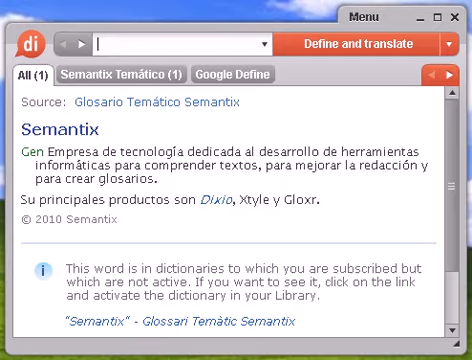 Menu
di
Define and translate
All (1)
Semantix Temático (1)
Google Define
Source: Glosario Temático Semantix
Semantix
Gen Empresa de tecnología dedicada al desarrollo de herramientas
informáticas para comprender textos, para mejorar la redacción y
para crear glosarios.
Su principales productos son Dixio, Xtyle y Gloxr.
© 2010 Semantix
i
This word is in dictionaries to which you are subscribed but
which are not active. If you want to see it, click on the link
and activate the dictionary in your Library.
"Semantix" - Glossari Temàtic Semantix